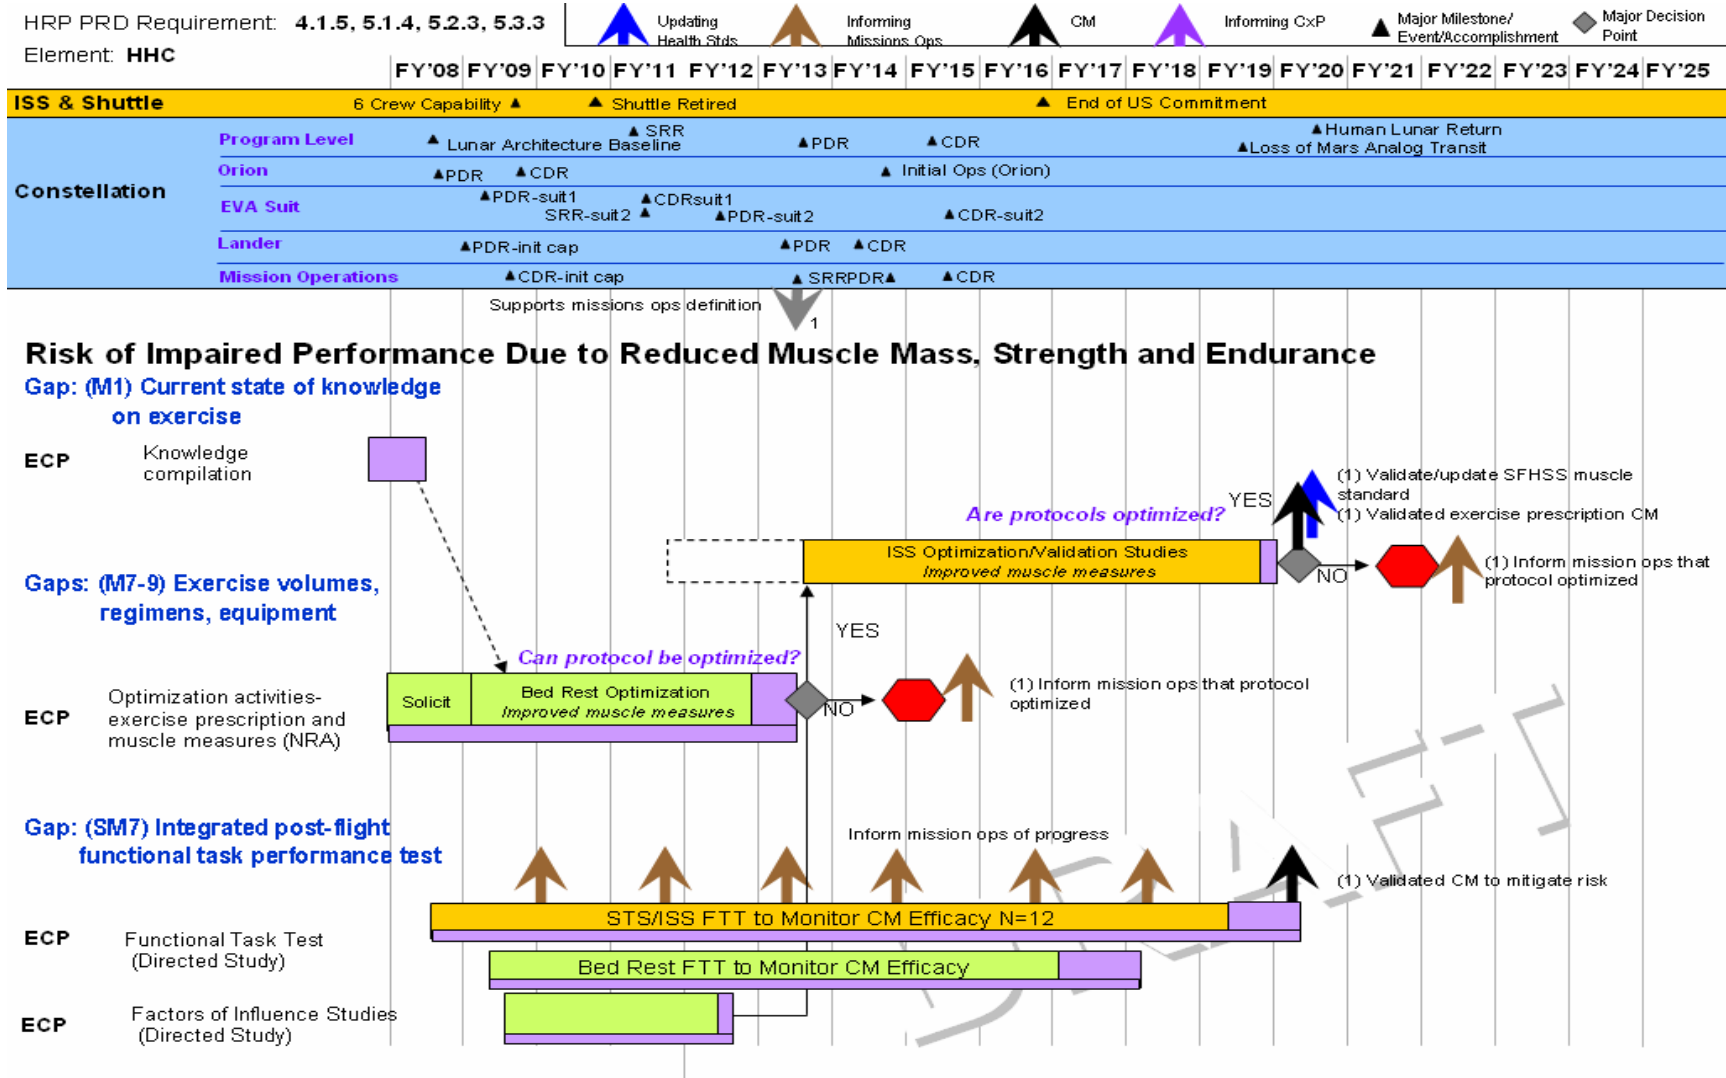 HRP PRD Requirement: 4.1.5, 5.1.4, 5.2.3, 5.3.3
Element: HHC
Updating
Health Stds
Informing
Missions Ops
CM
Informing CxP
Major Milestone/
Event/Accomplishment
Major Decision
Point
FY'08 FY'09 FY'10 FY'11 FY'12 FY'13 FY'14 FY'15 FY'16 FY'17 FY'18 FY'19 FY'20 FY'21 FY'22 FY'23 FY'24 FY'25
ISS & Shuttle
6 Crew Capability
Shuttle Retired
End of US Commitment
Constellation
Program Level
Lunar Architecture Baseline
SRR
PDR
CDR
Human Lunar Return
Loss of Mars Analog Transit
Orion
PDR
CDR
Initial Ops (Orion)
EVA Suit
PDR-suit1
SRR-suit2
CDRsuit1
PDR-suit2
CDR-suit2
Lander
PDR-init cap
PDR
CDR
Mission Operations
CDR-init cap
SRR
PDR
CDR
Supports missions ops definition
1
Risk of Impaired Performance Due to Reduced Muscle Mass, Strength and Endurance
Gap: (M1) Current state of knowledge
on exercise
ECP
Knowledge
compilation
Are protocols optimized?
YES
(1) Validate/update SFHSS muscle
standard
(1) Validated exercise prescription CM
ISS Optimization/Validation Studies
Improved muscle measures
NO
(1) Inform mission ops that
protocol optimized
Gaps: (M7-9) Exercise volumes,
regimens, equipment
YES
Can protocol be optimized?
ECP
Optimization activities-
exercise prescription and
muscle measures (NRA)
Solicit
Bed Rest Optimization
Improved muscle measures
NO
(1) Inform mission ops that protocol
optimized
Gap: (SM7) Integrated post-flight
functional task performance test
Inform mission ops of progress
(1) Validated CM to mitigate risk
ECP
Functional Task Test
(Directed Study)
STS/ISS FTT to Monitor CM Efficacy N=12
Bed Rest FTT to Monitor CM Efficacy
ECP
Factors of Influence Studies
(Directed Study)
DRAFT